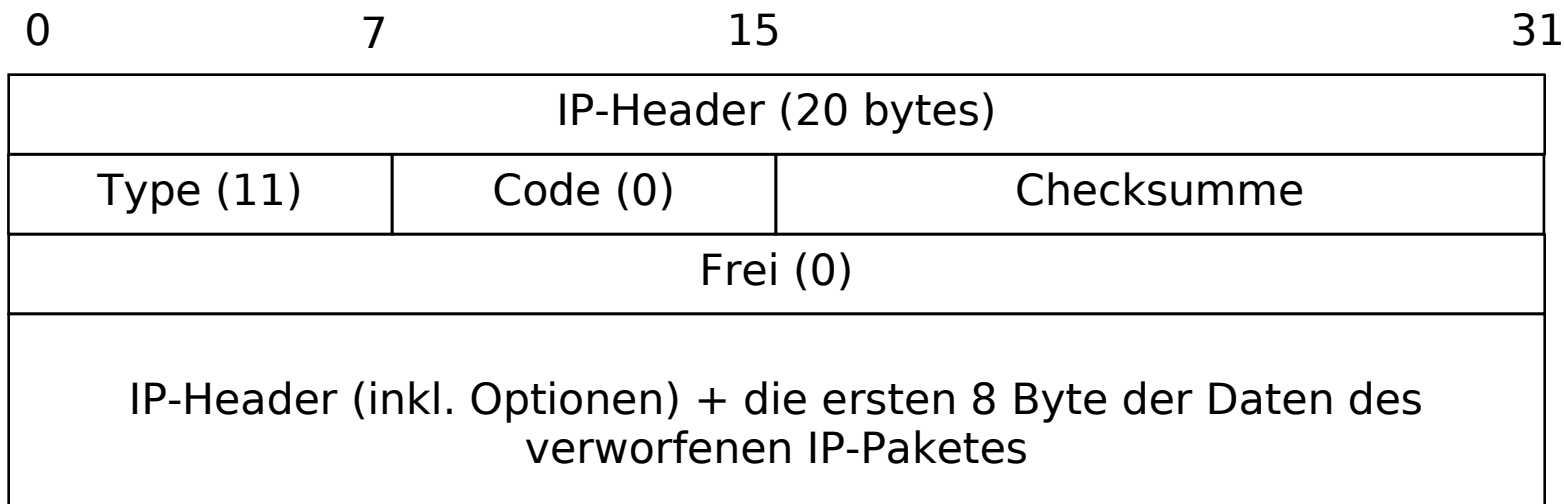 0 7 15 31
IP-Header (20 bytes)
Type (11) Code (0) Checksumme
Frei (0)
IP-Header (inkl. Optionen) + die ersten 8 Byte der Daten des
verworfenen IP-Paketes